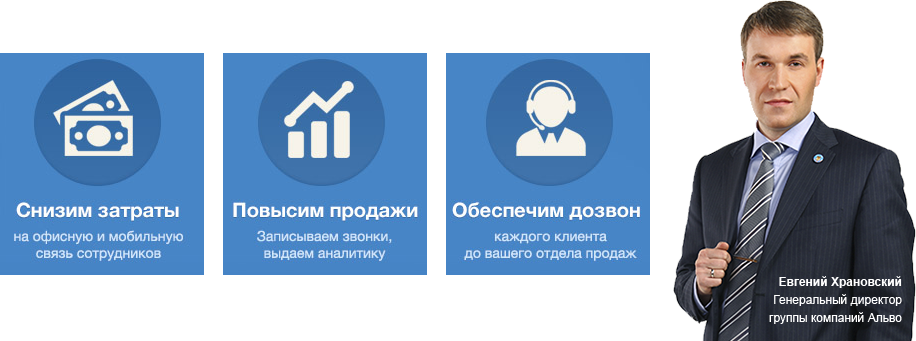 Снизим затраты
на офисную и мобильную
связь сотрудников
Повысим продажи
Записываем звонки,
выдаем аналитику
Обеспечим дозвон
каждого клиента
до вашего отдела продаж
Евгений Храновский
Генеральный директор
группы компаний Альво